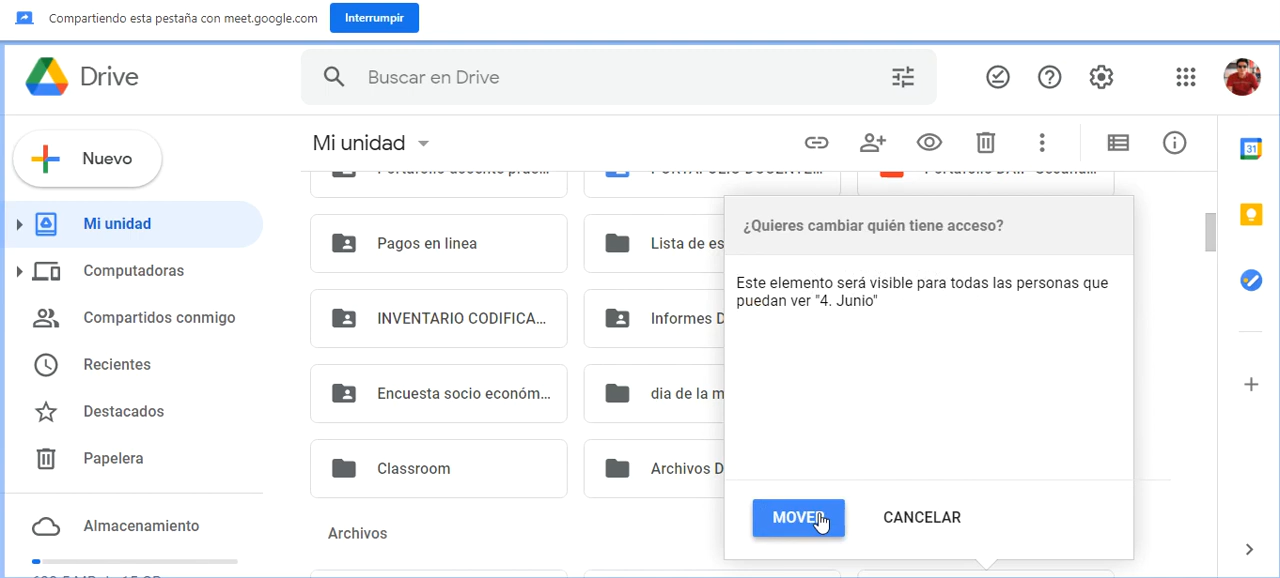 Compartiendo esta pestaña con meet.google.com
Interrumpir
Drive
Buscar en Drive
Nuevo
Mi unidad
31
Mi unidad
Computadoras
Compartidos conmigo
Recientes
Destacados
Papelera
Almacenamiento
Pagos en linea
Lista de es
INVENTARIO CODIFICA...
Informes D
Encuesta socio económ...
dia de la m
Classroom
Archivos D
Archivos
¿Quieres cambiar quién tiene acceso?
Este elemento será visible para todas las personas que
puedan ver "4. Junio"
MOVER
CANCELAR